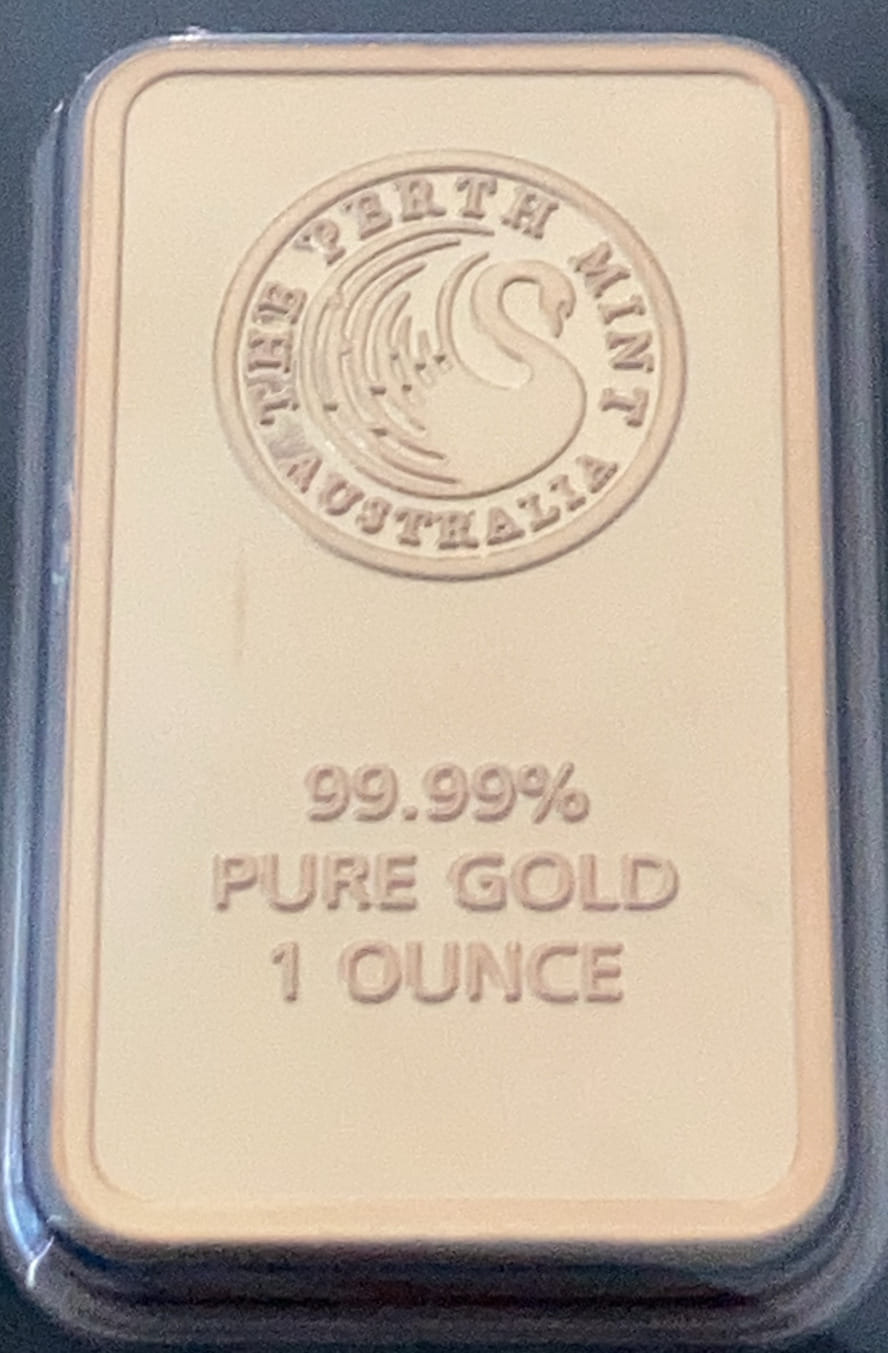 THE PERTH MINT
AUSTRALIA
99.99%
PURE GOLD
1 OUNCE